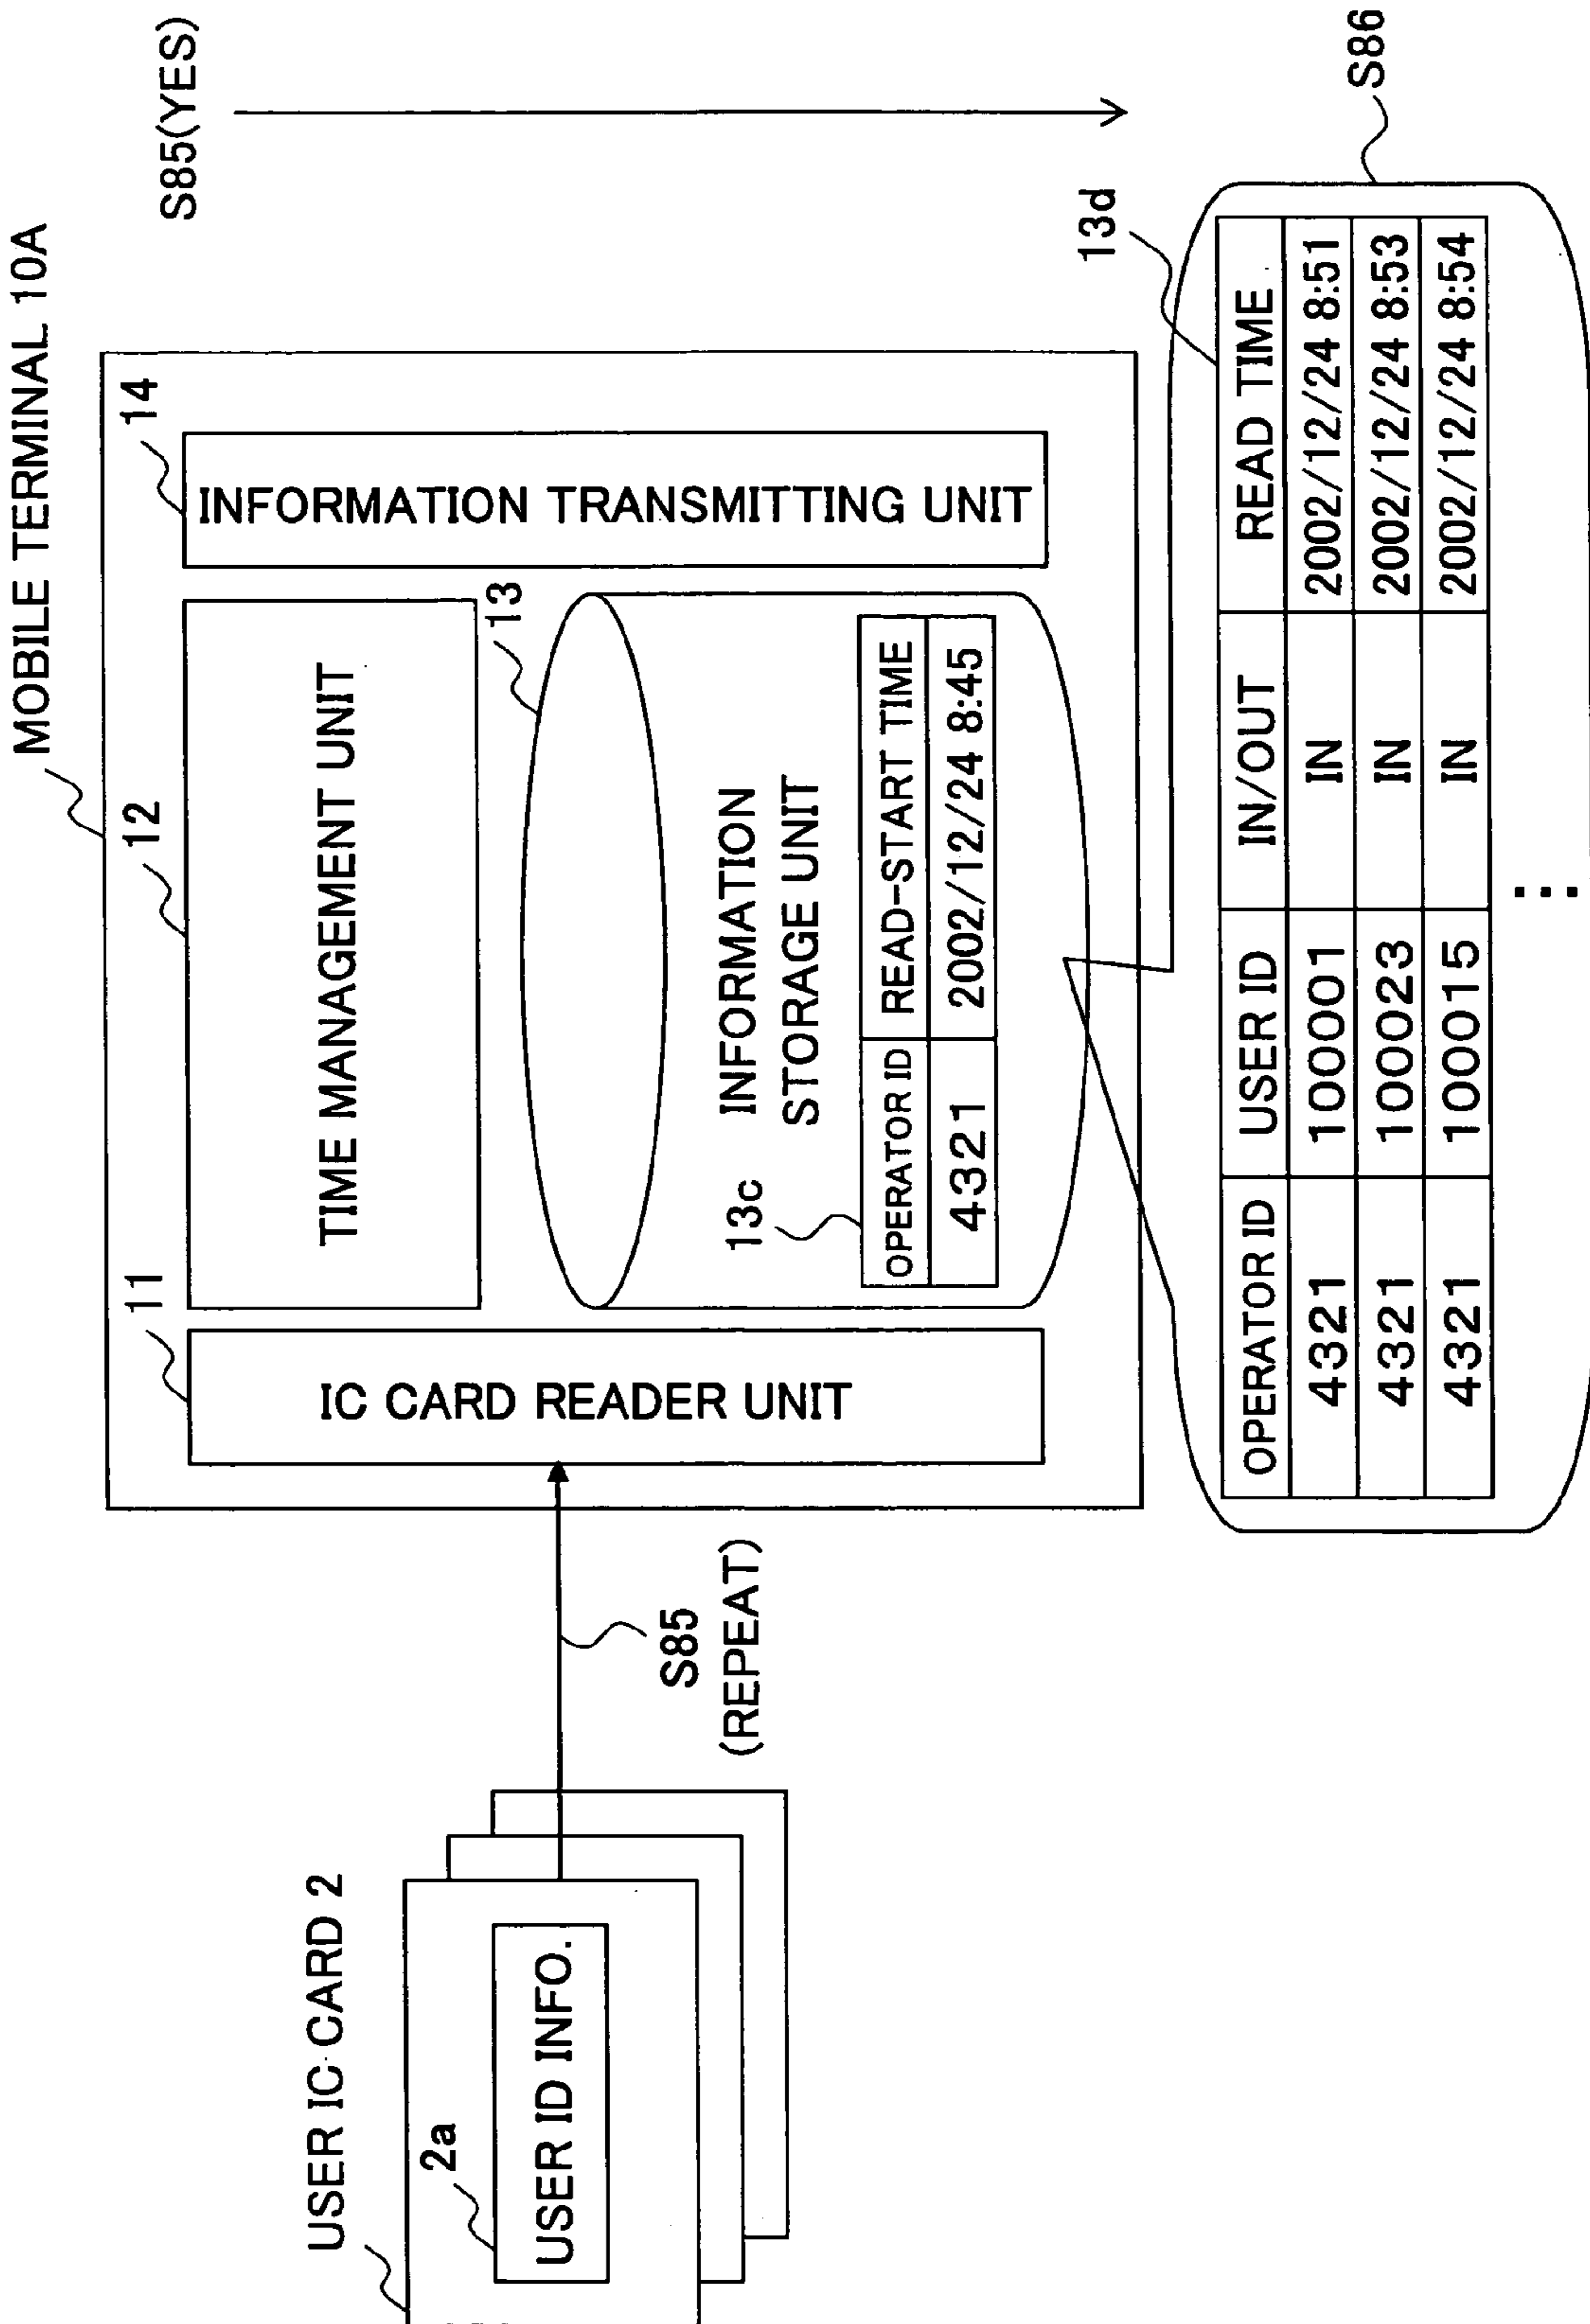 MOBILE TERMINAL 10A
S85(YES)
11
12
14
IC CARD READER UNIT
TIME MANAGEMENT UNIT
INFORMATION TRANSMITTING UNIT
13
INFORMATION
STORAGE UNIT
13c
OPERATOR ID READ-START TIME
4321 2002/12/24 8:45
USER IC CARD 2
2a
USER ID INFO.
S85
(REPEAT)
13d
S86
OPERATOR ID USER ID IN/OUT READ TIME
4321 100001 IN 2002/12/24 8:51
4321 100023 IN 2002/12/24 8:53
4321 100015 IN 2002/12/24 8:54
⋮